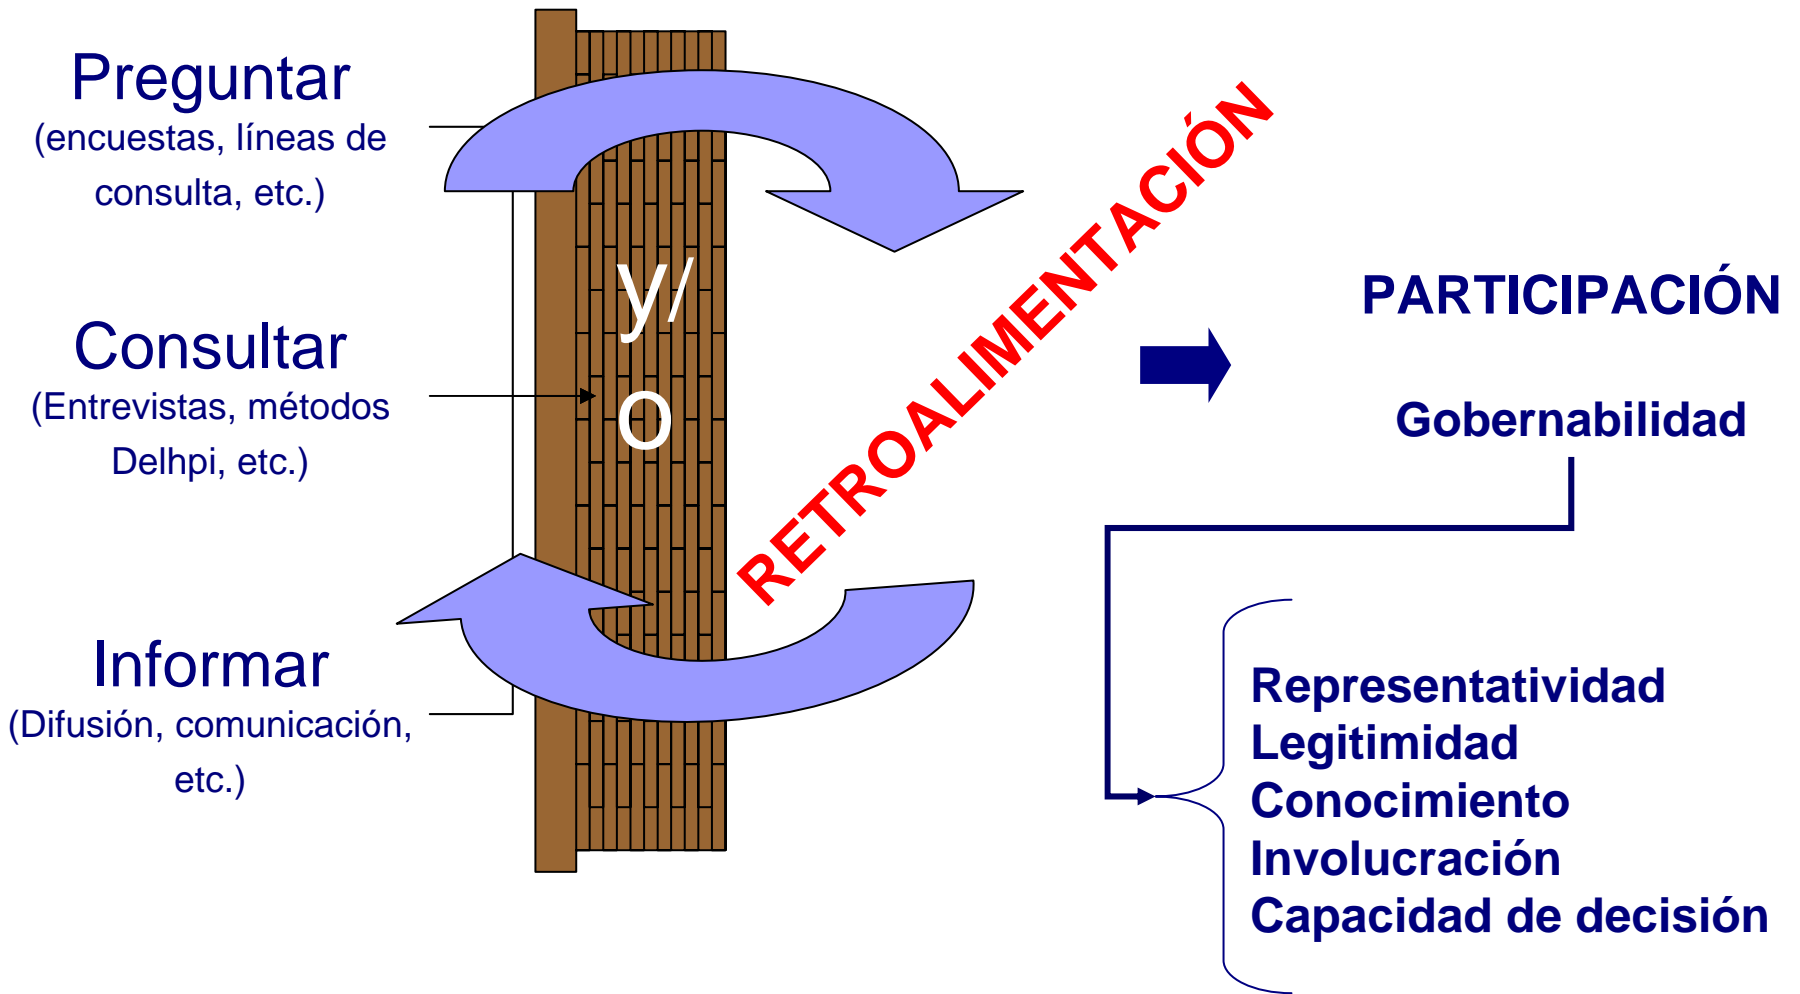 Preguntar
(encuestas, líneas de
consulta, etc.)
Consultar
(Entrevistas, métodos
Delhpi, etc.)
Informar
(Difusión, comunicación,
etc.)
y/
o
RETROALIMENTACIÓN
PARTICIPACIÓN
Gobernabilidad
Representatividad
Legitimidad
Conocimiento
Involucración
Capacidad de decisión